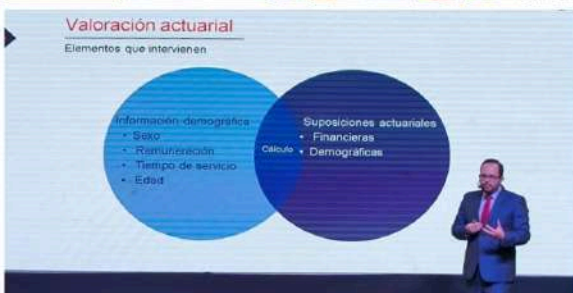 Valoración actuarial
Elementos que intervienen
Información demográfica
• Sexo
• Remuneración
• Tiempo de servicio
• Edad
Cálculo
Suposiciones actuariales
• Financieras
• Demográficas